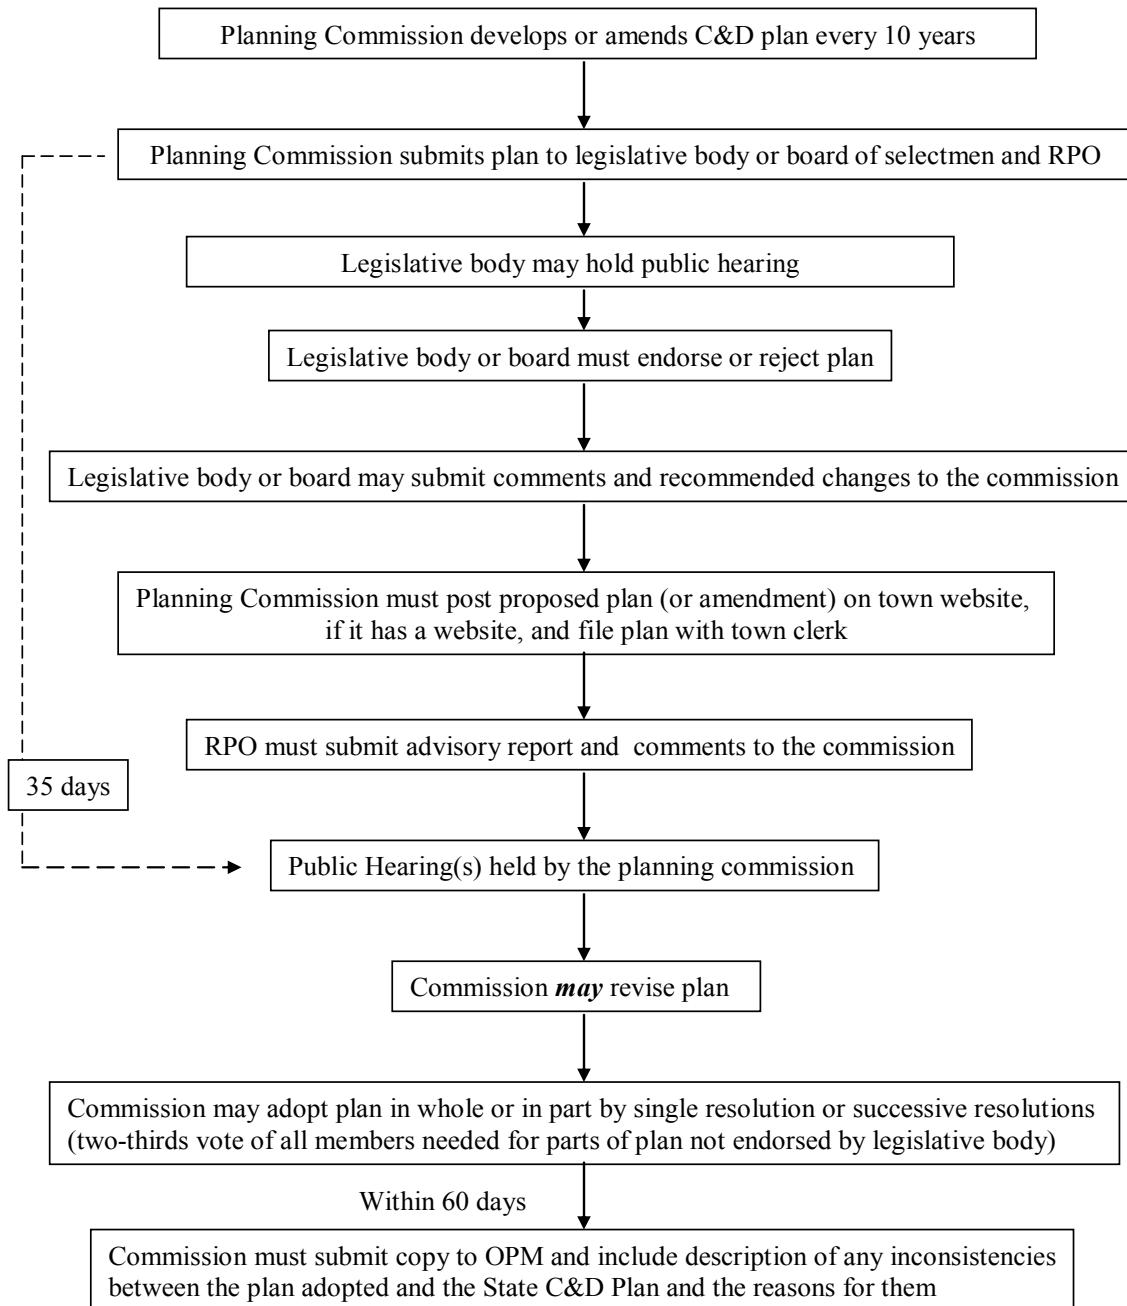 Planning Commission develops or amends C&D plan every 10 years
Planning Commission submits plan to legislative body or board of selectmen and RPO
Legislative body may hold public hearing
Legislative body or board must endorse or reject plan
Legislative body or board may submit comments and recommended changes to the commission
Planning Commission must post proposed plan (or amendment) on town website,
if it has a website, and file plan with town clerk
RPO must submit advisory report and comments to the commission
35 days
Public Hearing(s) held by the planning commission
Commission may revise plan
Commission may adopt plan in whole or in part by single resolution or successive resolutions
(two-thirds vote of all members needed for parts of plan not endorsed by legislative body)
Within 60 days
Commission must submit copy to OPM and include description of any inconsistencies
between the plan adopted and the State C&D Plan and the reasons for them